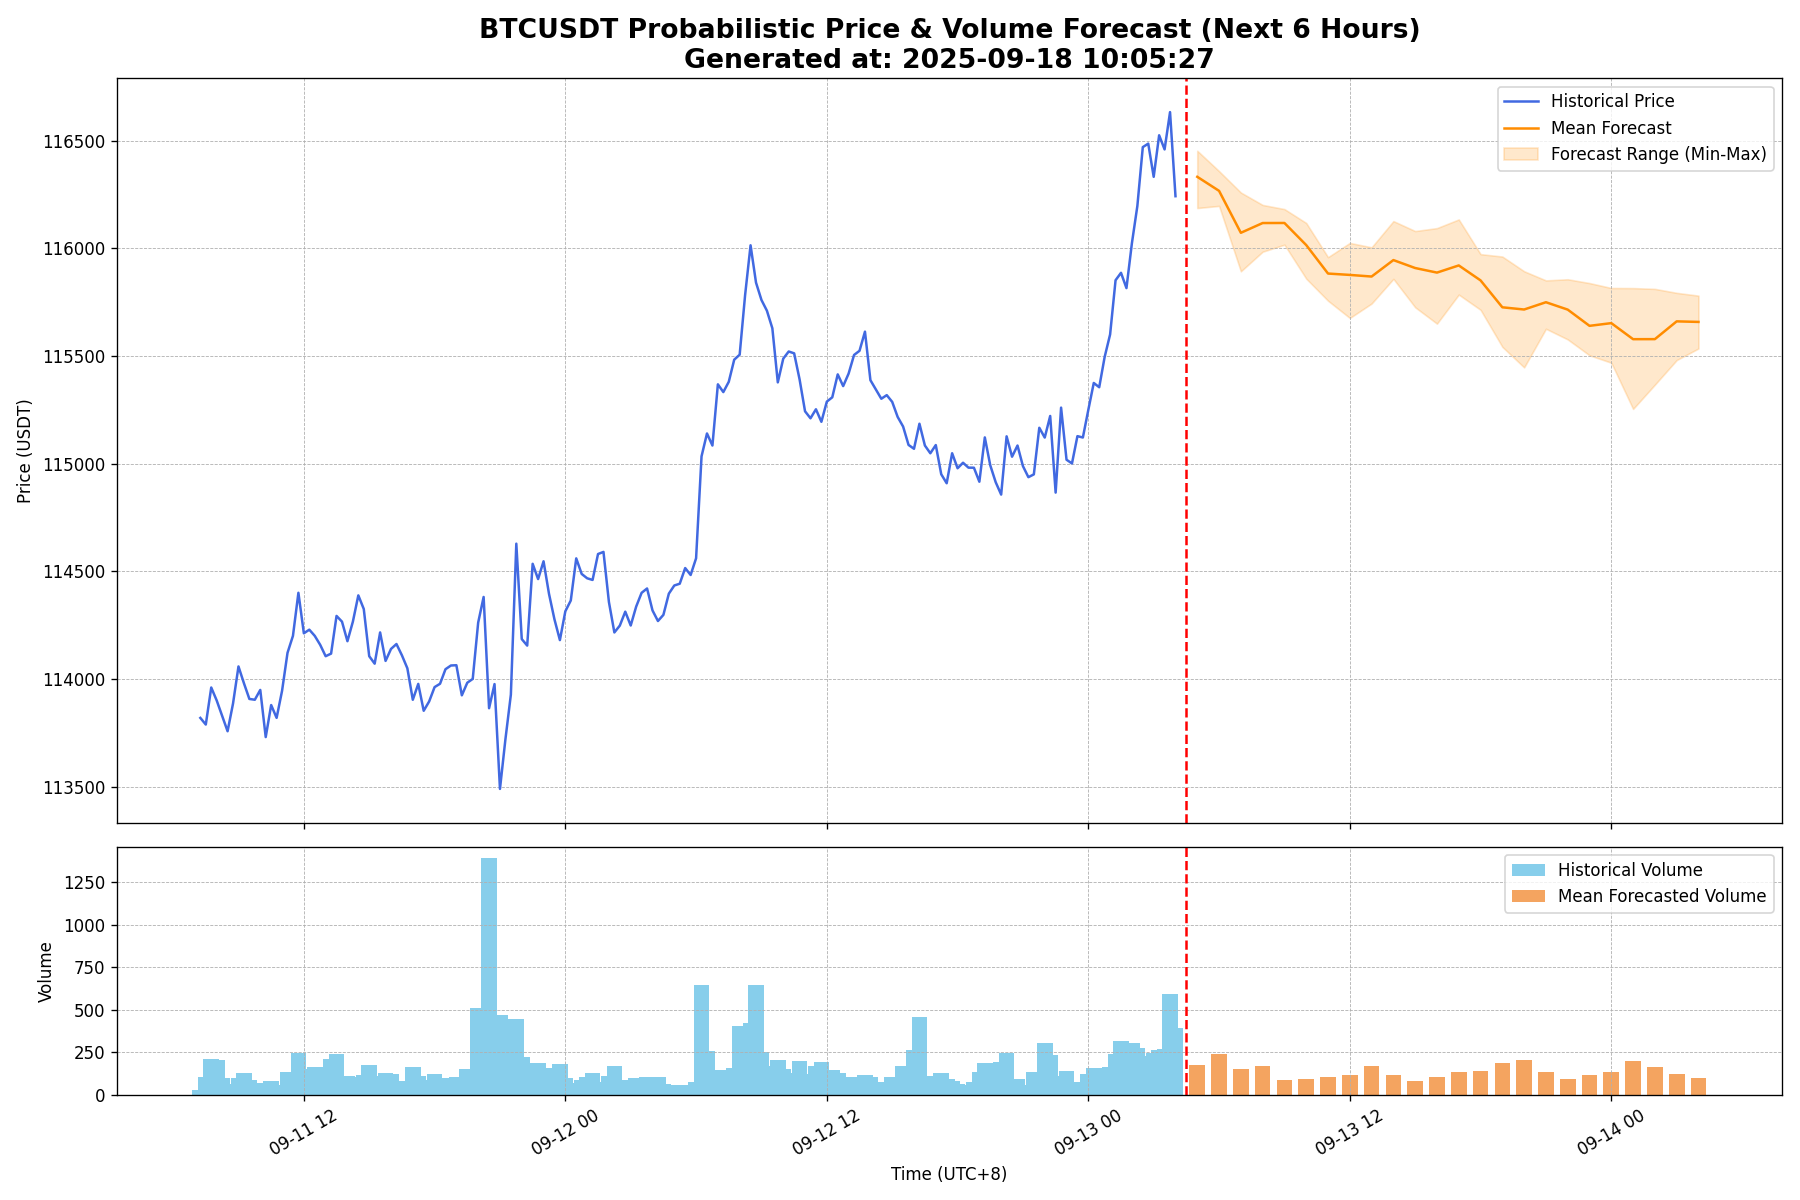 BTCUSDT Probabilistic Price & Volume Forecast (Next 6 Hours)
Generated at: 2025-09-18 10:05:27
Historical Price
Mean Forecast
Forecast Range (Min-Max)
116500
116000
115500
115000
114500
114000
113500
Price (USDT)
Historical Volume
Mean Forecasted Volume
1250
1000
750
500
250
0
Volume
09-11 12
09-12 00
09-12 12
09-13 00
09-13 12
09-14 00
Time (UTC+8)